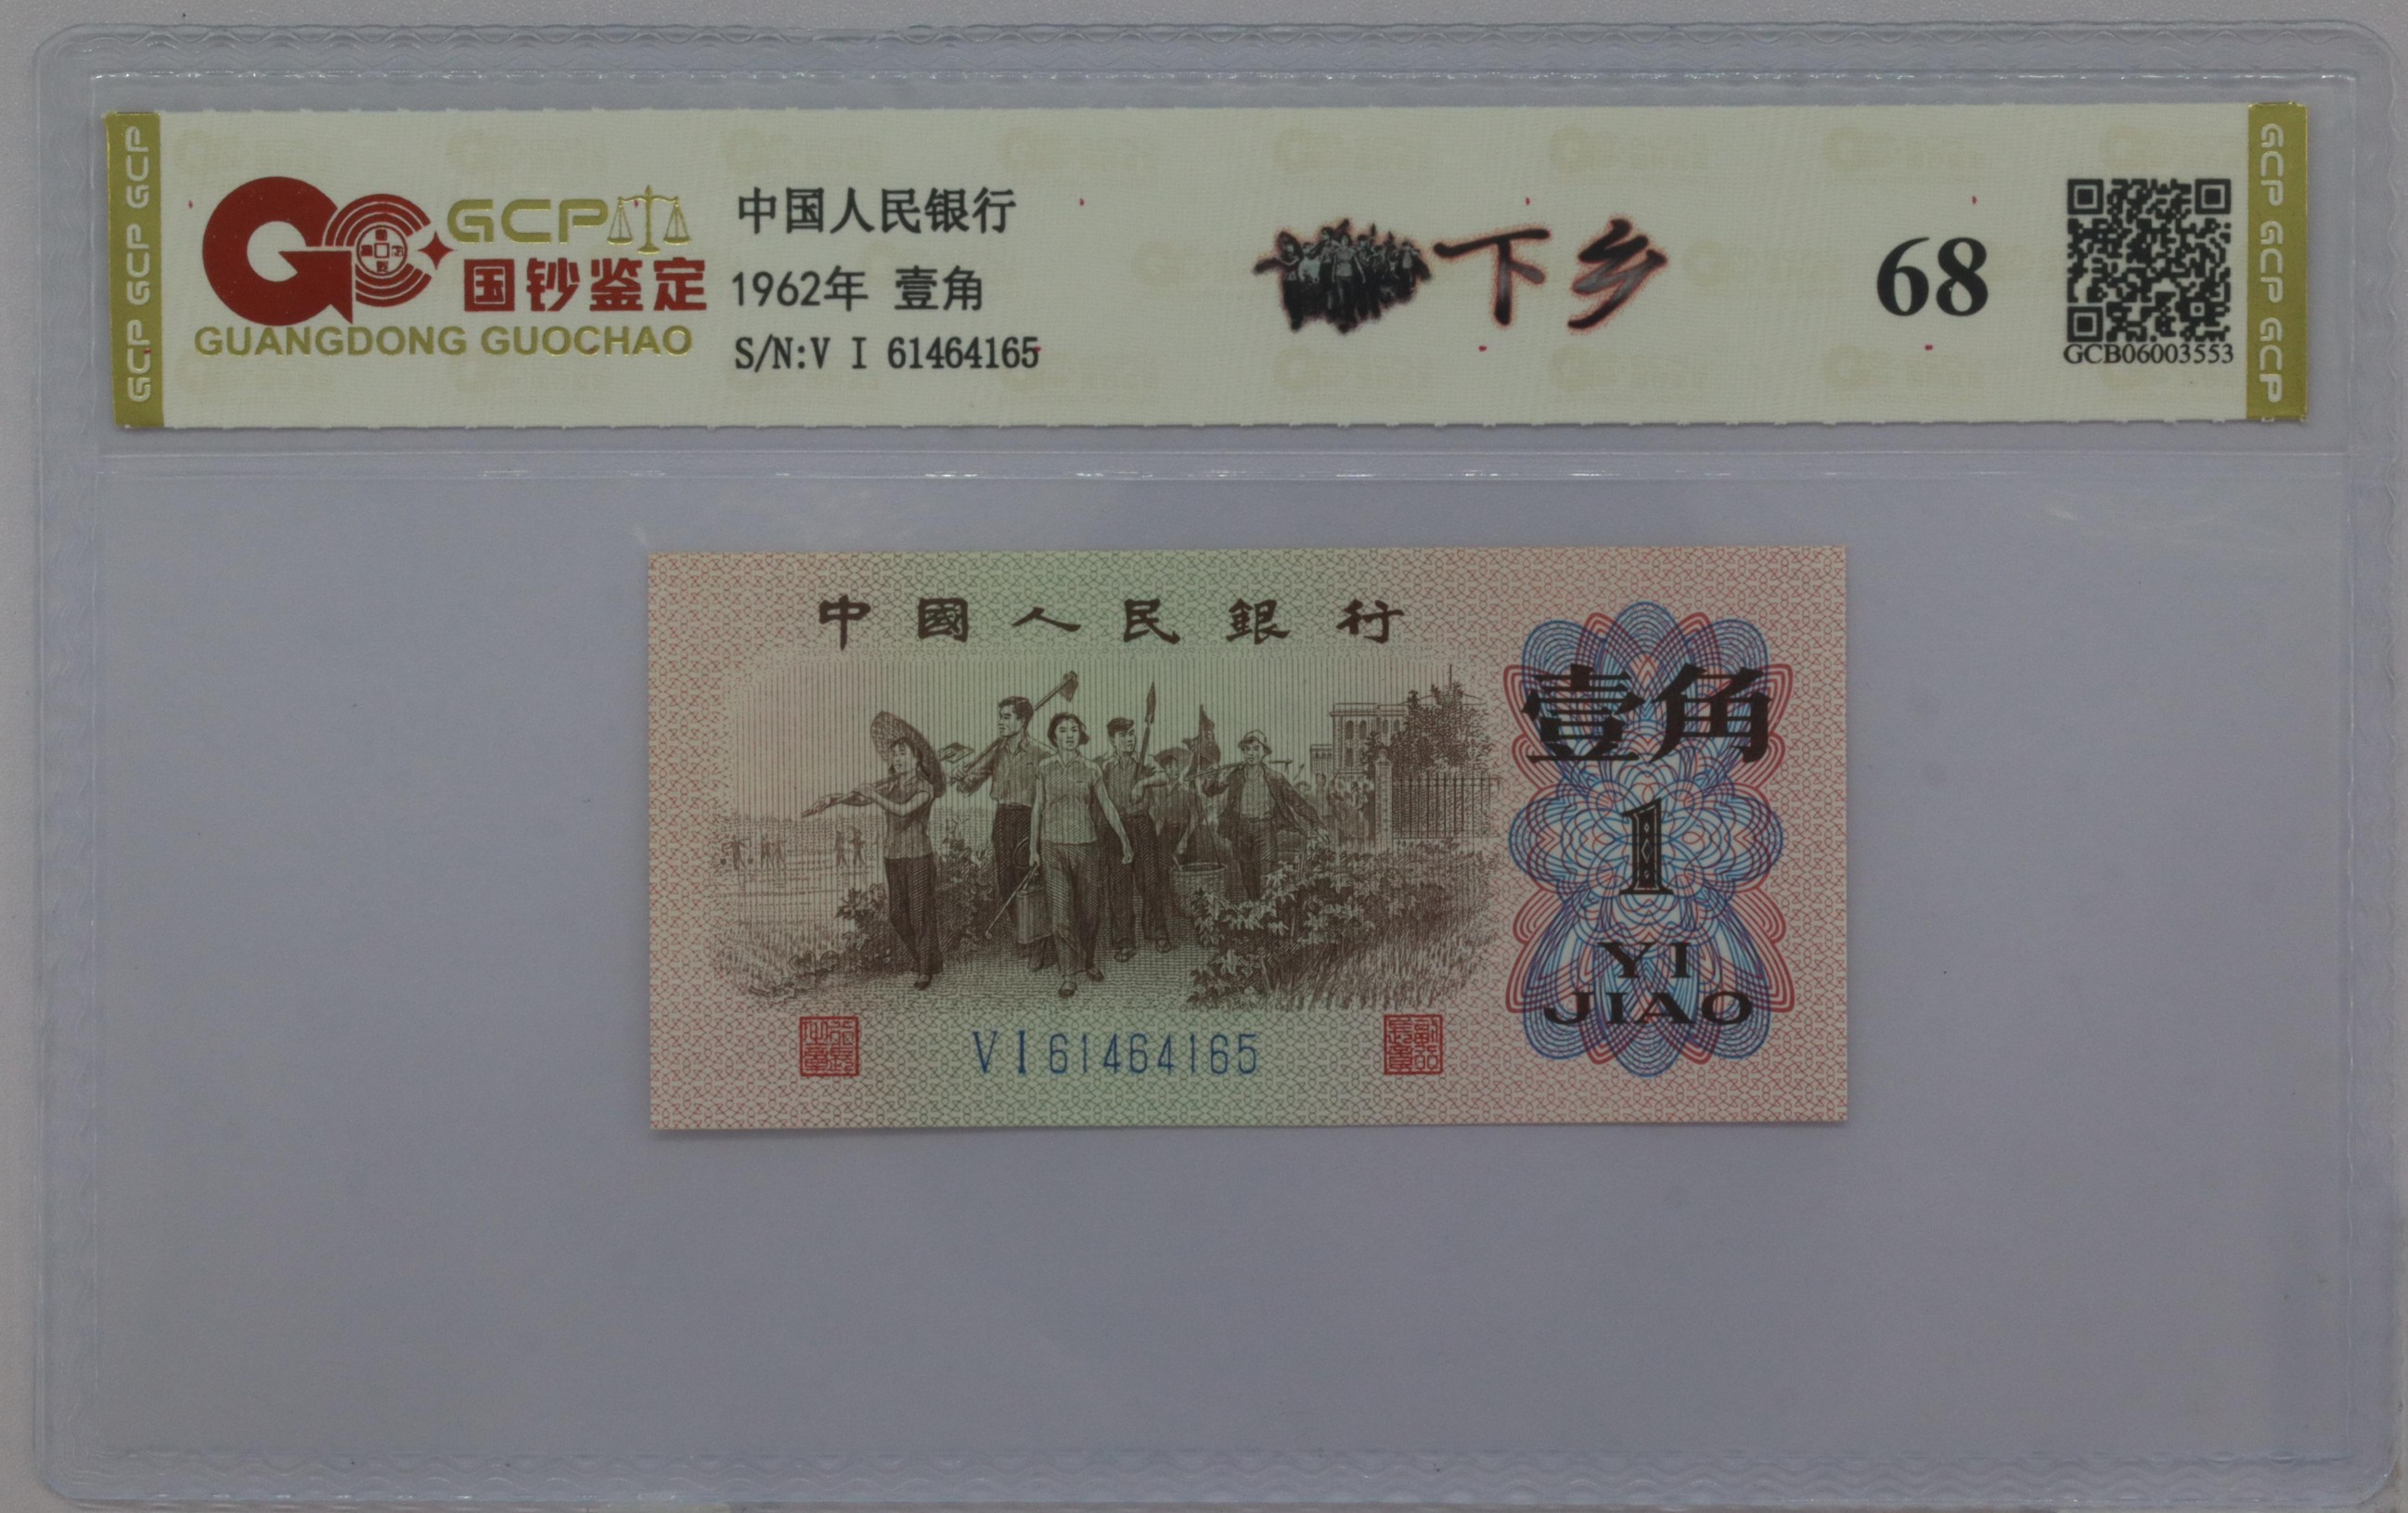 GCP GCP GCP
GCP
国钞鉴定
GUANGDONG GUOCHAO
中国人民银行
1962年 壹角
S/N:V I 61464165
下乡
68
GCB06003553
GCP GCP GCP
中國人民銀行
壹角
1
YI
JIAO
VI61464165